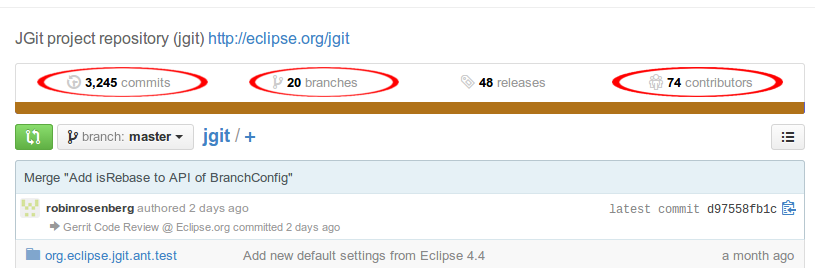 JGit project repository (jgit) http://eclipse.org/jgit
3,245 commits 20 branches 48 releases 74 contributors
branch: master jgit / +
Merge "Add isRebase to API of BranchConfig"
robinrosenberg authored 2 days ago latest commit d97558fb1c
Gerrit Code Review @ Eclipse.org committed 2 days ago
org.eclipse.jgit.ant.test Add new default settings from Eclipse 4.4 a month ago